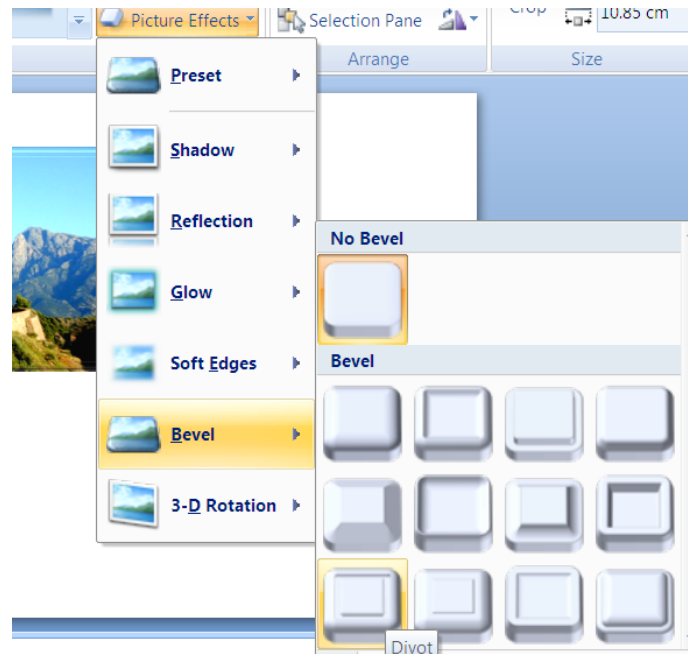 Picture Effects
Selection Pane
Crop
10.85 cm
Arrange
Size
Preset
Shadow
Reflection
Glow
Soft Edges
Bevel
3-D Rotation
No Bevel
Bevel
Divot